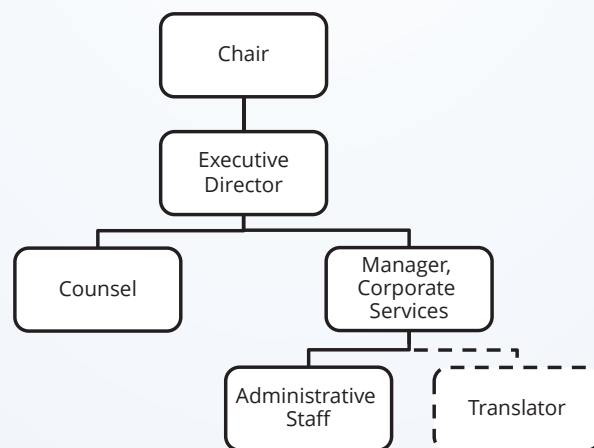 Chair
Executive
Director
Counsel
Manager,
Corporate
Services
Administrative
Staff
Translator